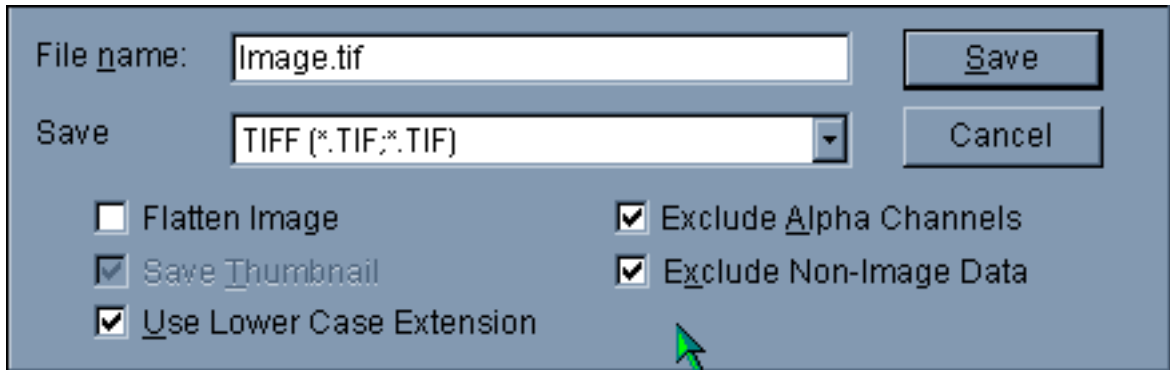 File name: Image.tif Save
Save TIFF (*.TIF;*.TIF) Cancel
Flatten Image Exclude Alpha Channels
Save Thumbnail Exclude Non-Image Data
Use Lower Case Extension